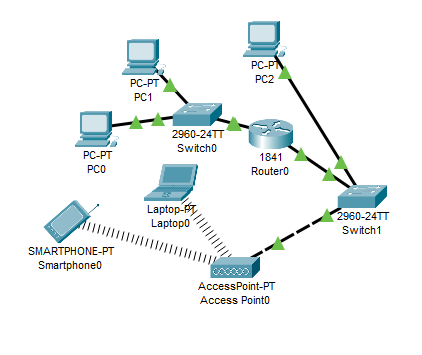 PC-PT
PC2
PC-PT
PC1
2960-24TT
Switch0
1841
Router0
PC-PT
PC0
Laptop-PT
Laptop0
2960-24TT
Switch1
SMARTPHONE-PT
Smartphone0
AccessPoint-PT
Access Point0